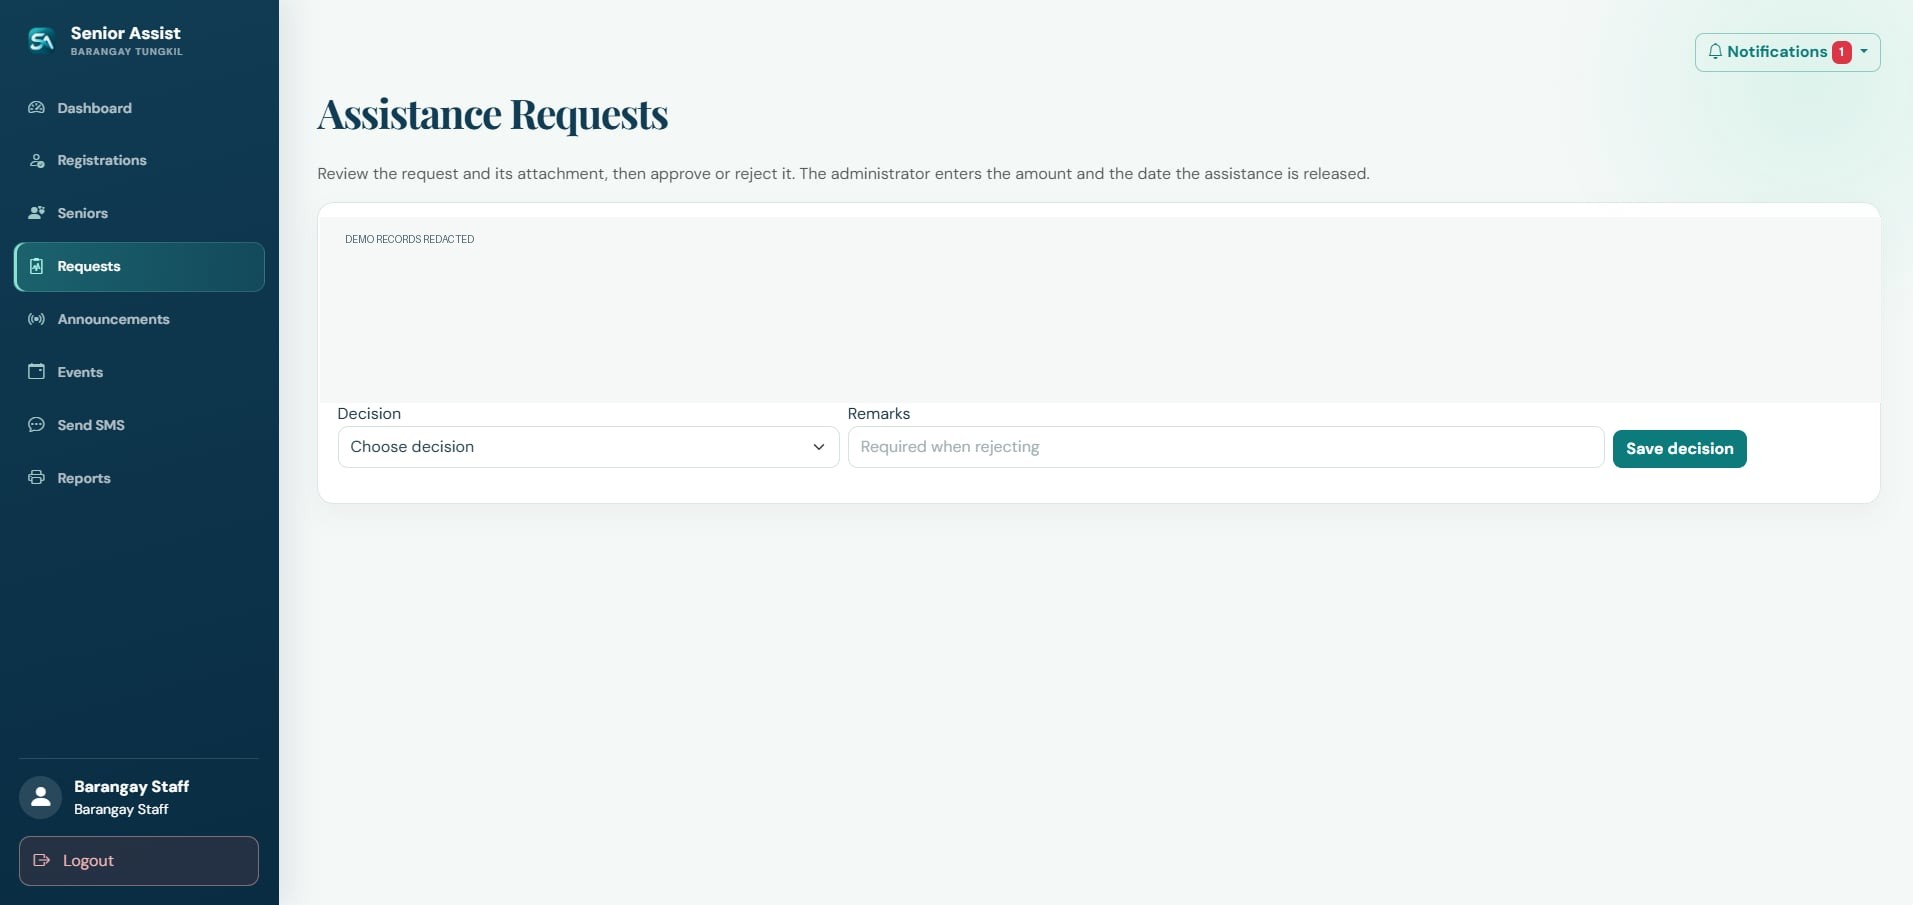 Senior Assist
BARANGAY TUNGKIL
Dashboard
Registrations
Seniors
Requests
Announcements
Events
Send SMS
Reports
Barangay Staff
Barangay Staff
Logout
Notifications 1
Assistance Requests
Review the request and its attachment, then approve or reject it. The administrator enters the amount and the date the assistance is released.
DEMO RECORDS REDACTED
Decision
Choose decision
Remarks
Required when rejecting
Save decision